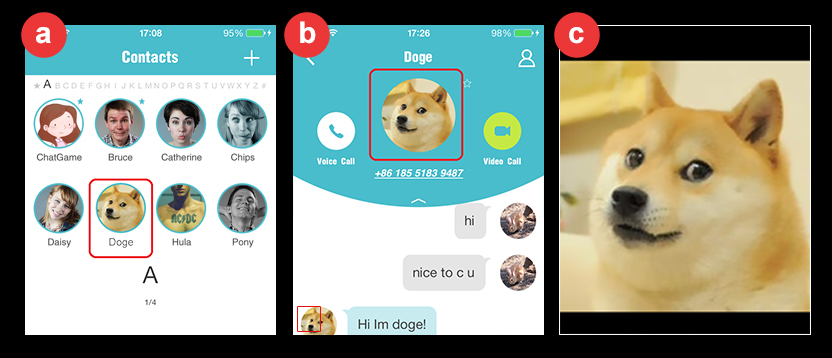 a
17:08
95%
Contacts
+
★ A B C D E F G H I J K L M N O P Q R S T U V W X Y Z #
ChatGame
Bruce
Catherine
Chips
AC/DC
Daisy
Doge
Hula
Pony
A
1/4
b
17:26
98%
Doge
Voice Call
Video Call
+86 185 5183 9487
hi
nice to c u
Hi Im doge!
c